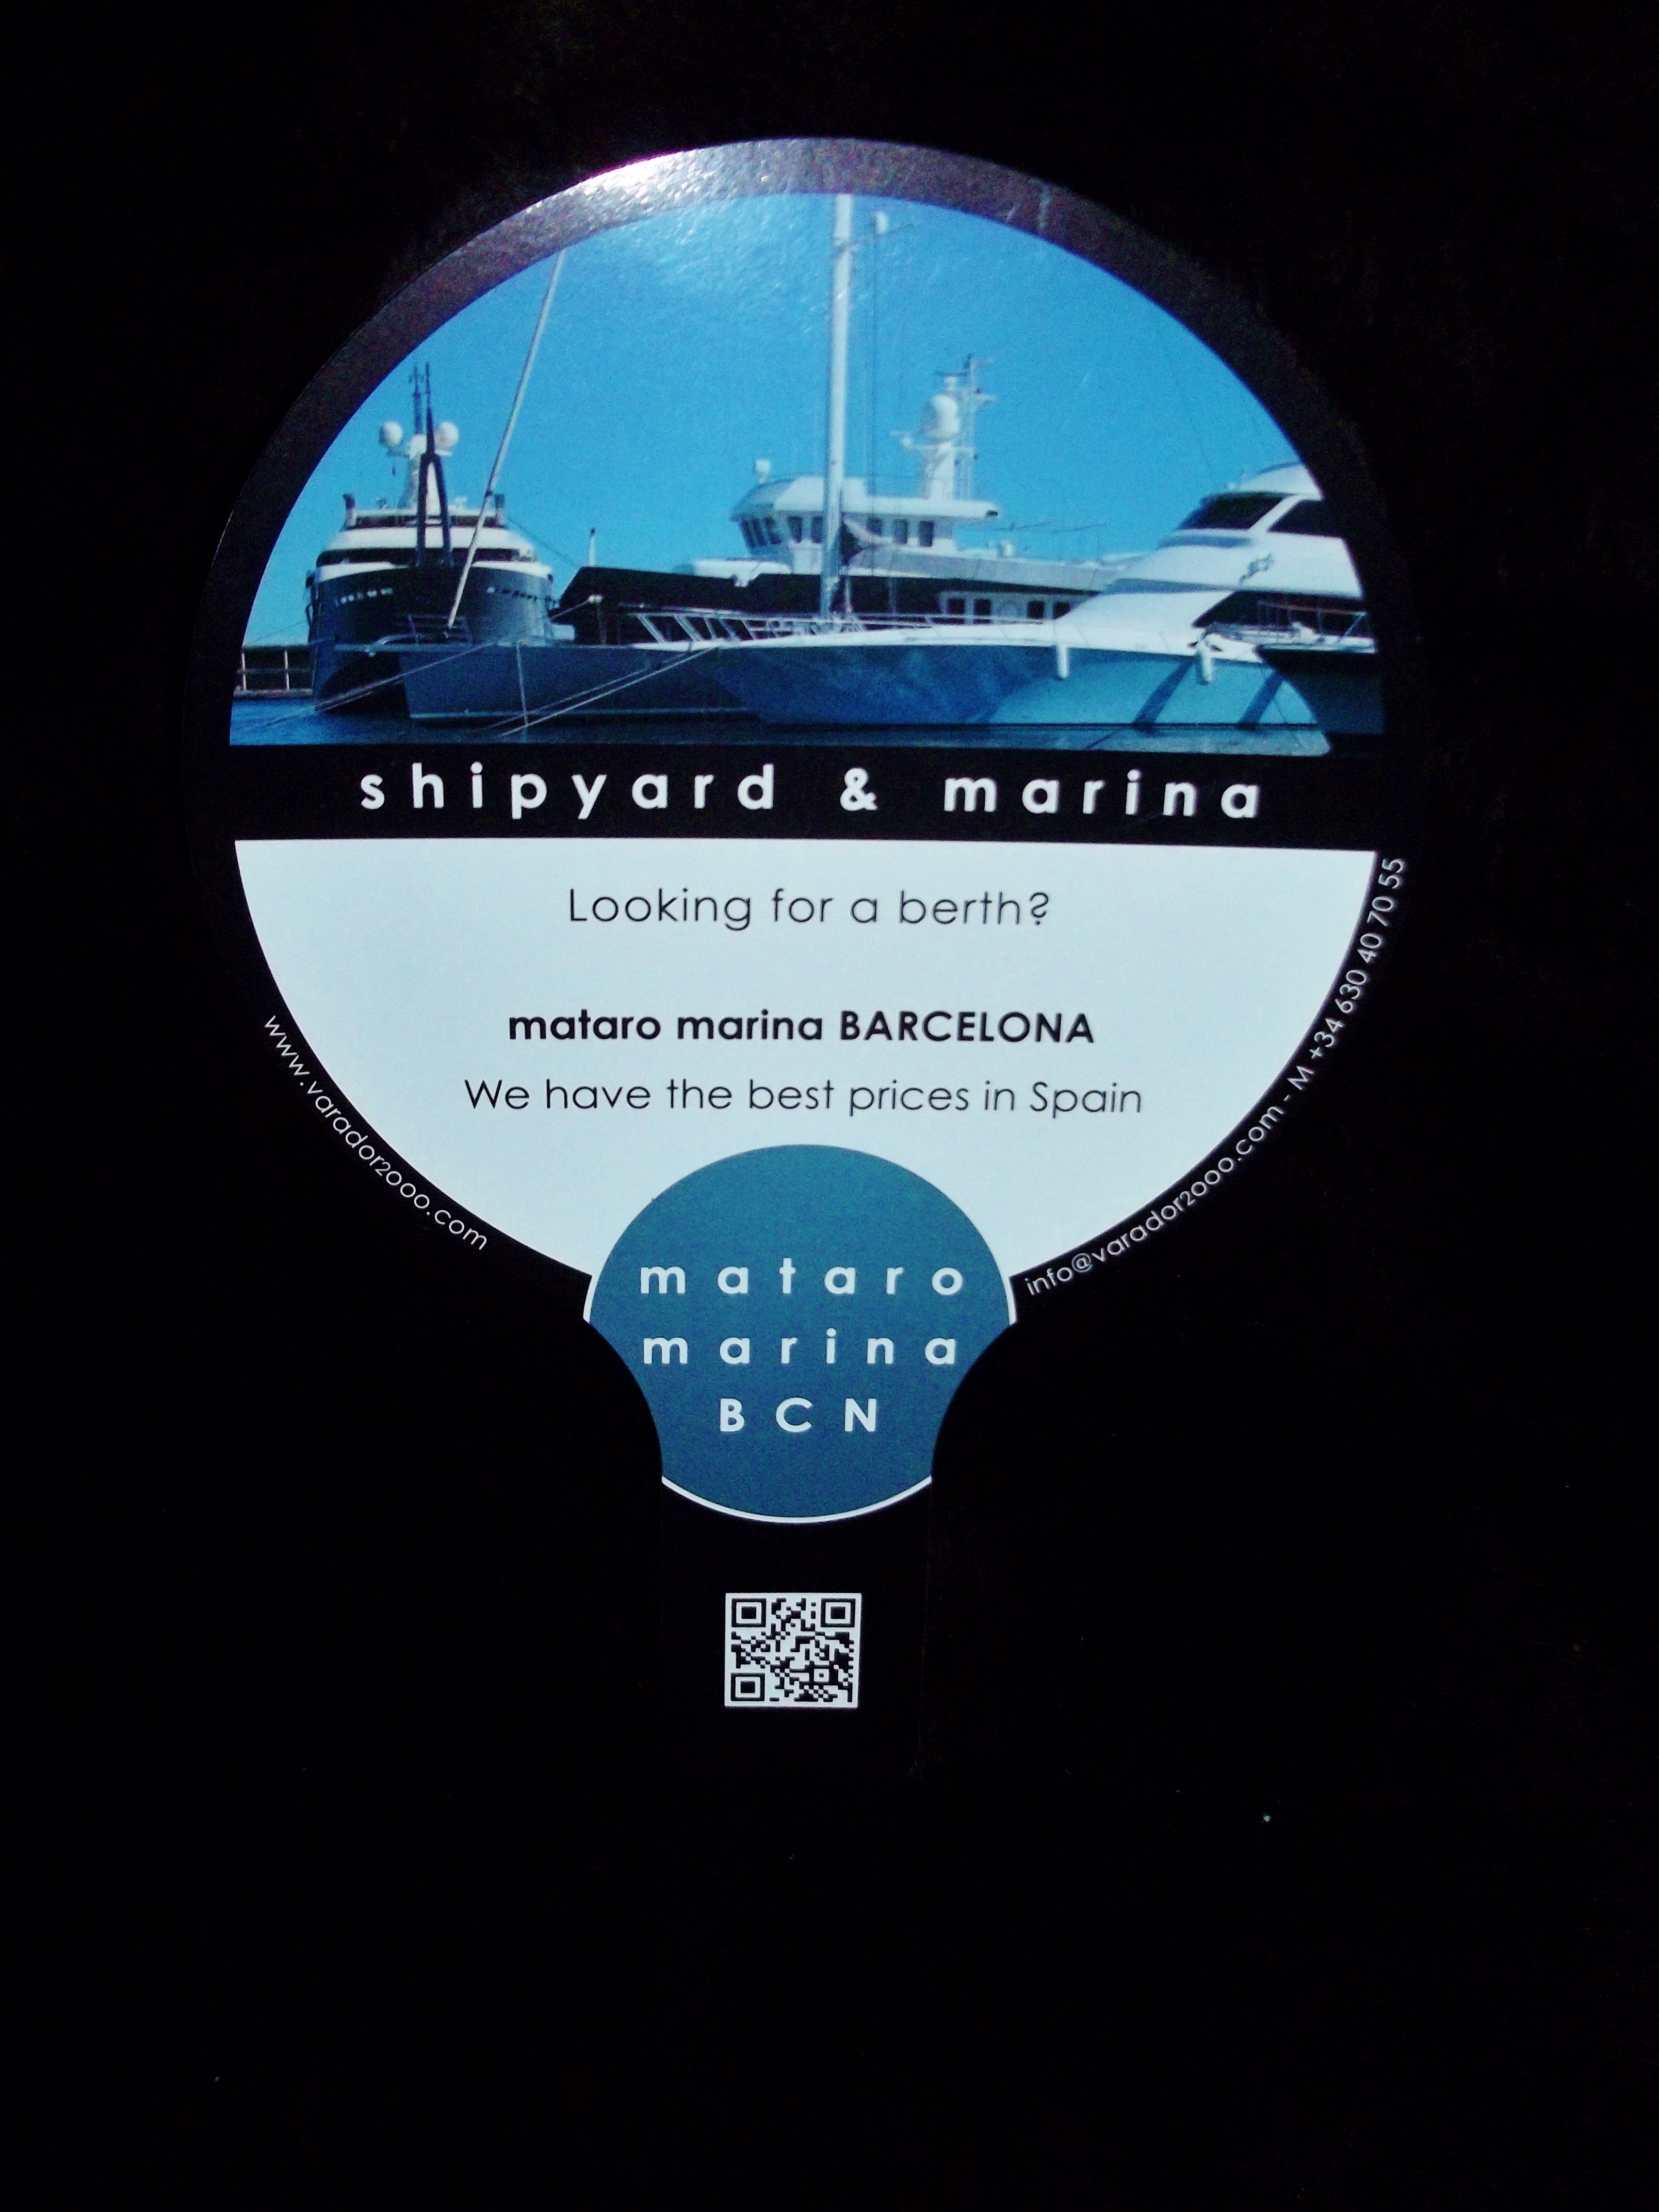 shipyard & marina
Looking for a berth?
mataro marina BARCELONA
We have the best prices in Spain
www.varador2000.com
info@varador2000.com - M +34 630 40 70 55
mataro
marina
BCN